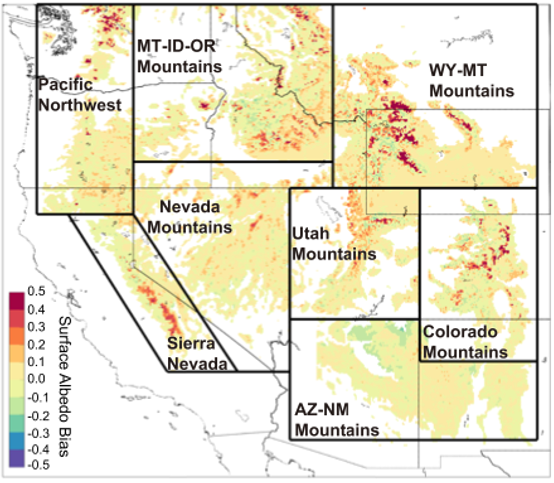 MT-ID-OR
Mountains
WY-MT
Mountains
Pacific
Northwest
Nevada
Mountains
Utah
Mountains
Sierra
Nevada
Colorado
Mountains
AZ-NM
Mountains
0.5
0.4
0.3
0.2
0.1
0.0
-0.1
-0.3
-0.4
-0.5
Surface Albedo Bias